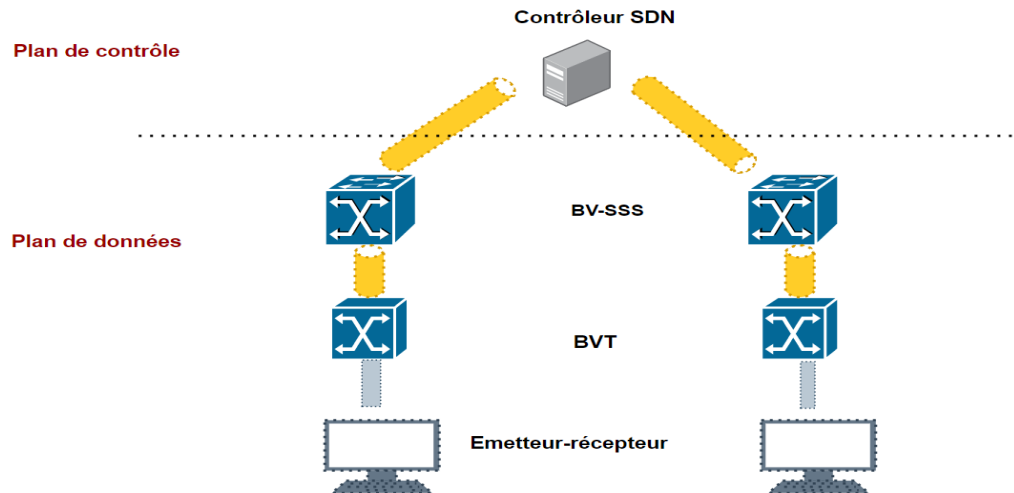 Contrôleur SDN
Plan de contrôle
BV-SSS
Plan de données
BVT
Emetteur-récepteur